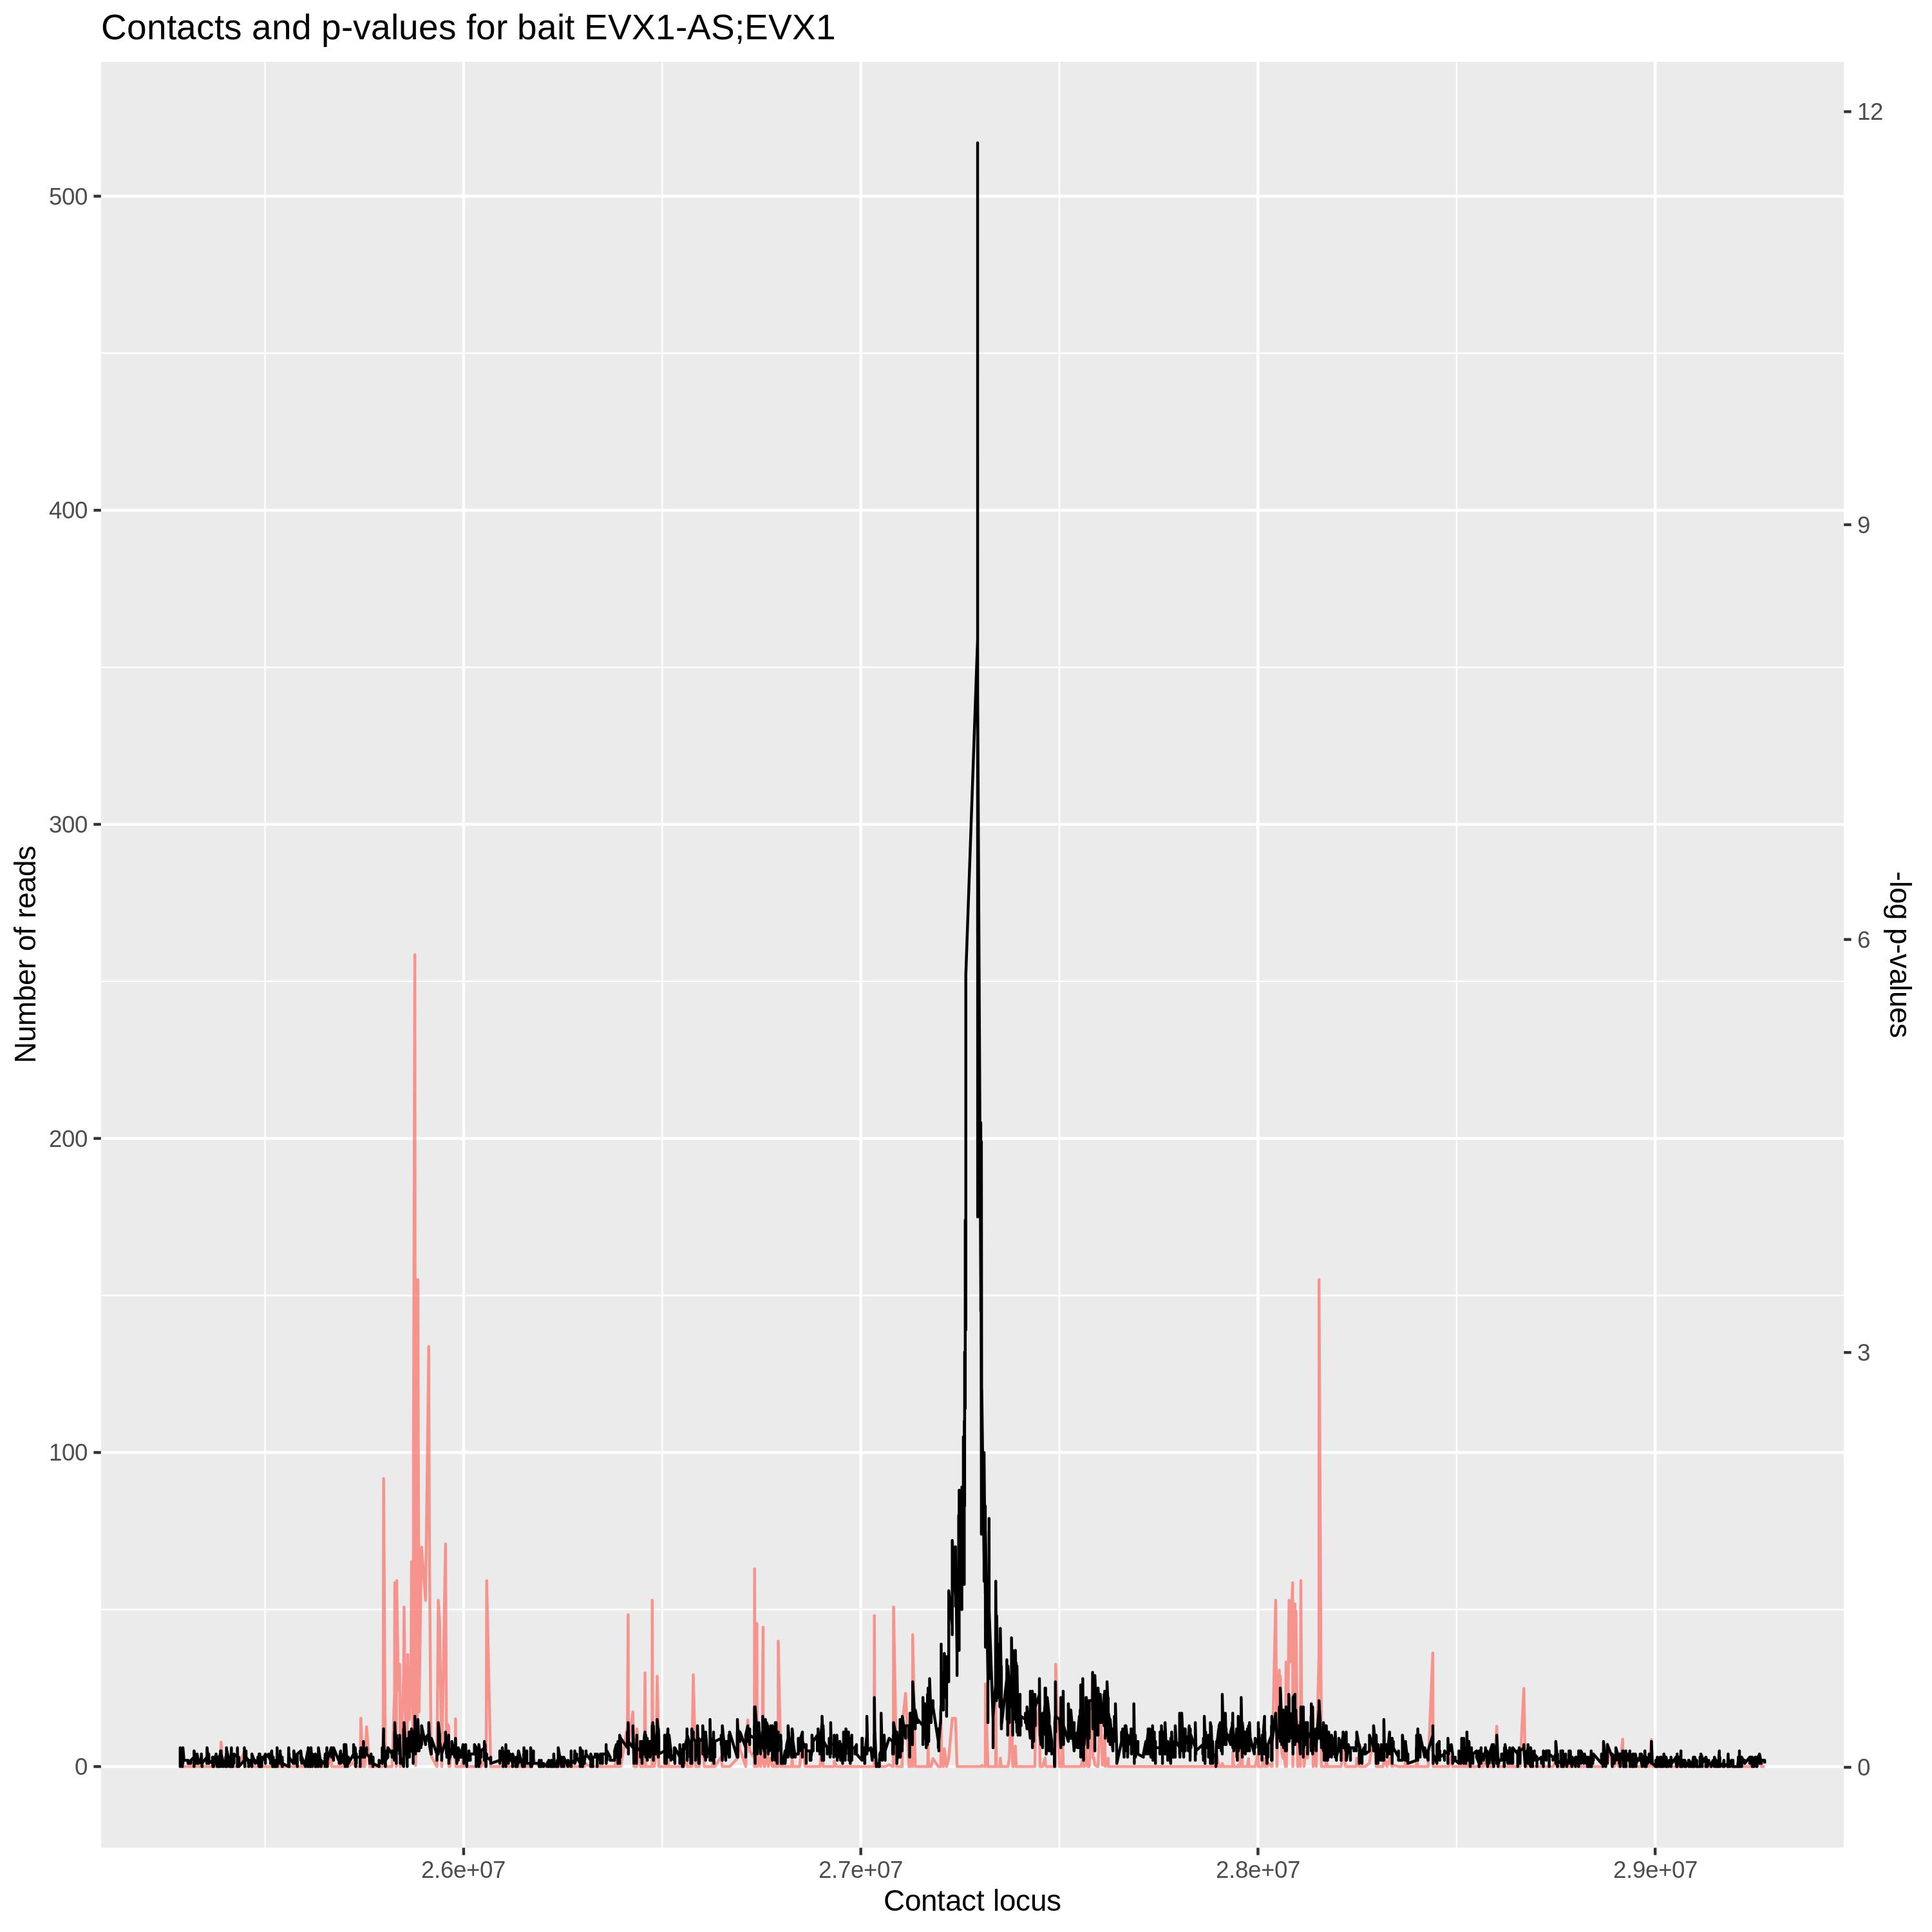 Contacts and p-values for bait EVX1-AS;EVX1
500
400
300
200
100
0
Number of reads
12
9
6
3
0
-log p-values
2.6e+07
2.7e+07
2.8e+07
2.9e+07
Contact locus